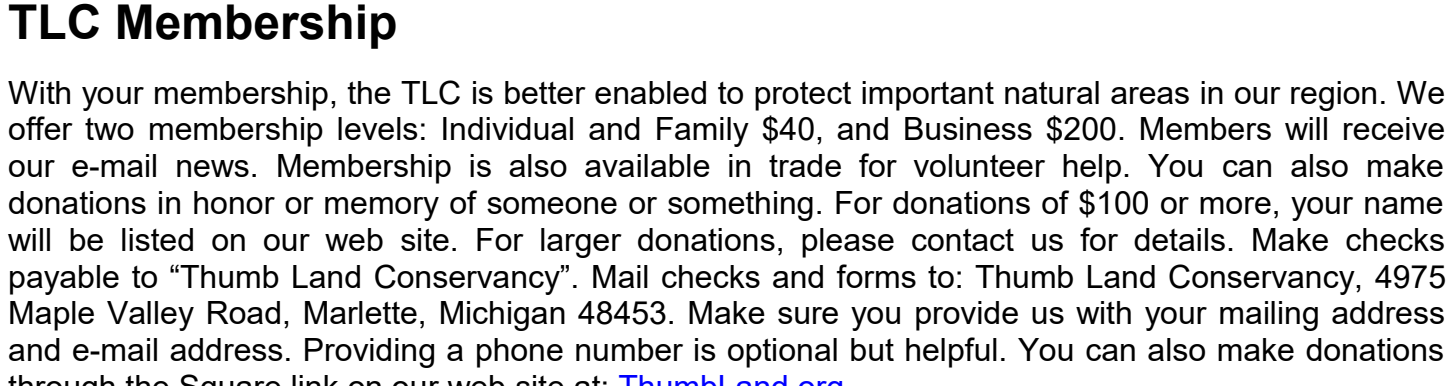 TLC Membership
With your membership, the TLC is better enabled to protect important natural areas in our region. We
offer two membership levels: Individual and Family $40, and Business $200. Members will receive
our e-mail news. Membership is also available in trade for volunteer help. You can also make
donations in honor or memory of someone or something. For donations of $100 or more, your name
will be listed on our web site. For larger donations, please contact us for details. Make checks
payable to “Thumb Land Conservancy”. Mail checks and forms to: Thumb Land Conservancy, 4975
Maple Valley Road, Marlette, Michigan 48453. Make sure you provide us with your mailing address
and e-mail address. Providing a phone number is optional but helpful. You can also make donations
through the Square link on our web site at: ThumbLand.org